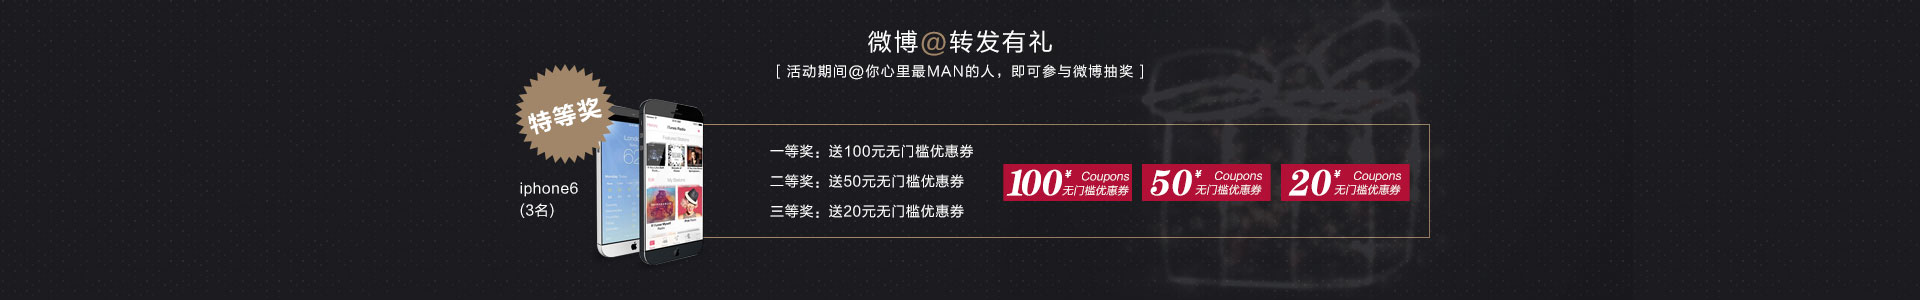 微博@转发有礼
[ 活动期间@你心里最MAN的人，即可参与微博抽奖 ]
特等奖
iphone6
(3名)
一等奖：送100元无门槛优惠券
二等奖：送50元无门槛优惠券
三等奖：送20元无门槛优惠券
100¥ Coupons
无门槛优惠券
50¥ Coupons
无门槛优惠券
20¥ Coupons
无门槛优惠券